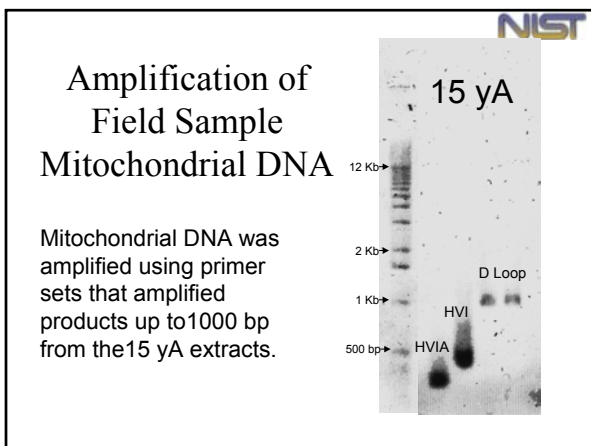 NIST
Amplification of
Field Sample
Mitochondrial DNA
Mitochondrial DNA was
amplified using primer
sets that amplified
products up to1000 bp
from the15 yA extracts.
15 yA
12 Kb
2 Kb
D Loop
1 Kb
HVI
500 bp
HVIA